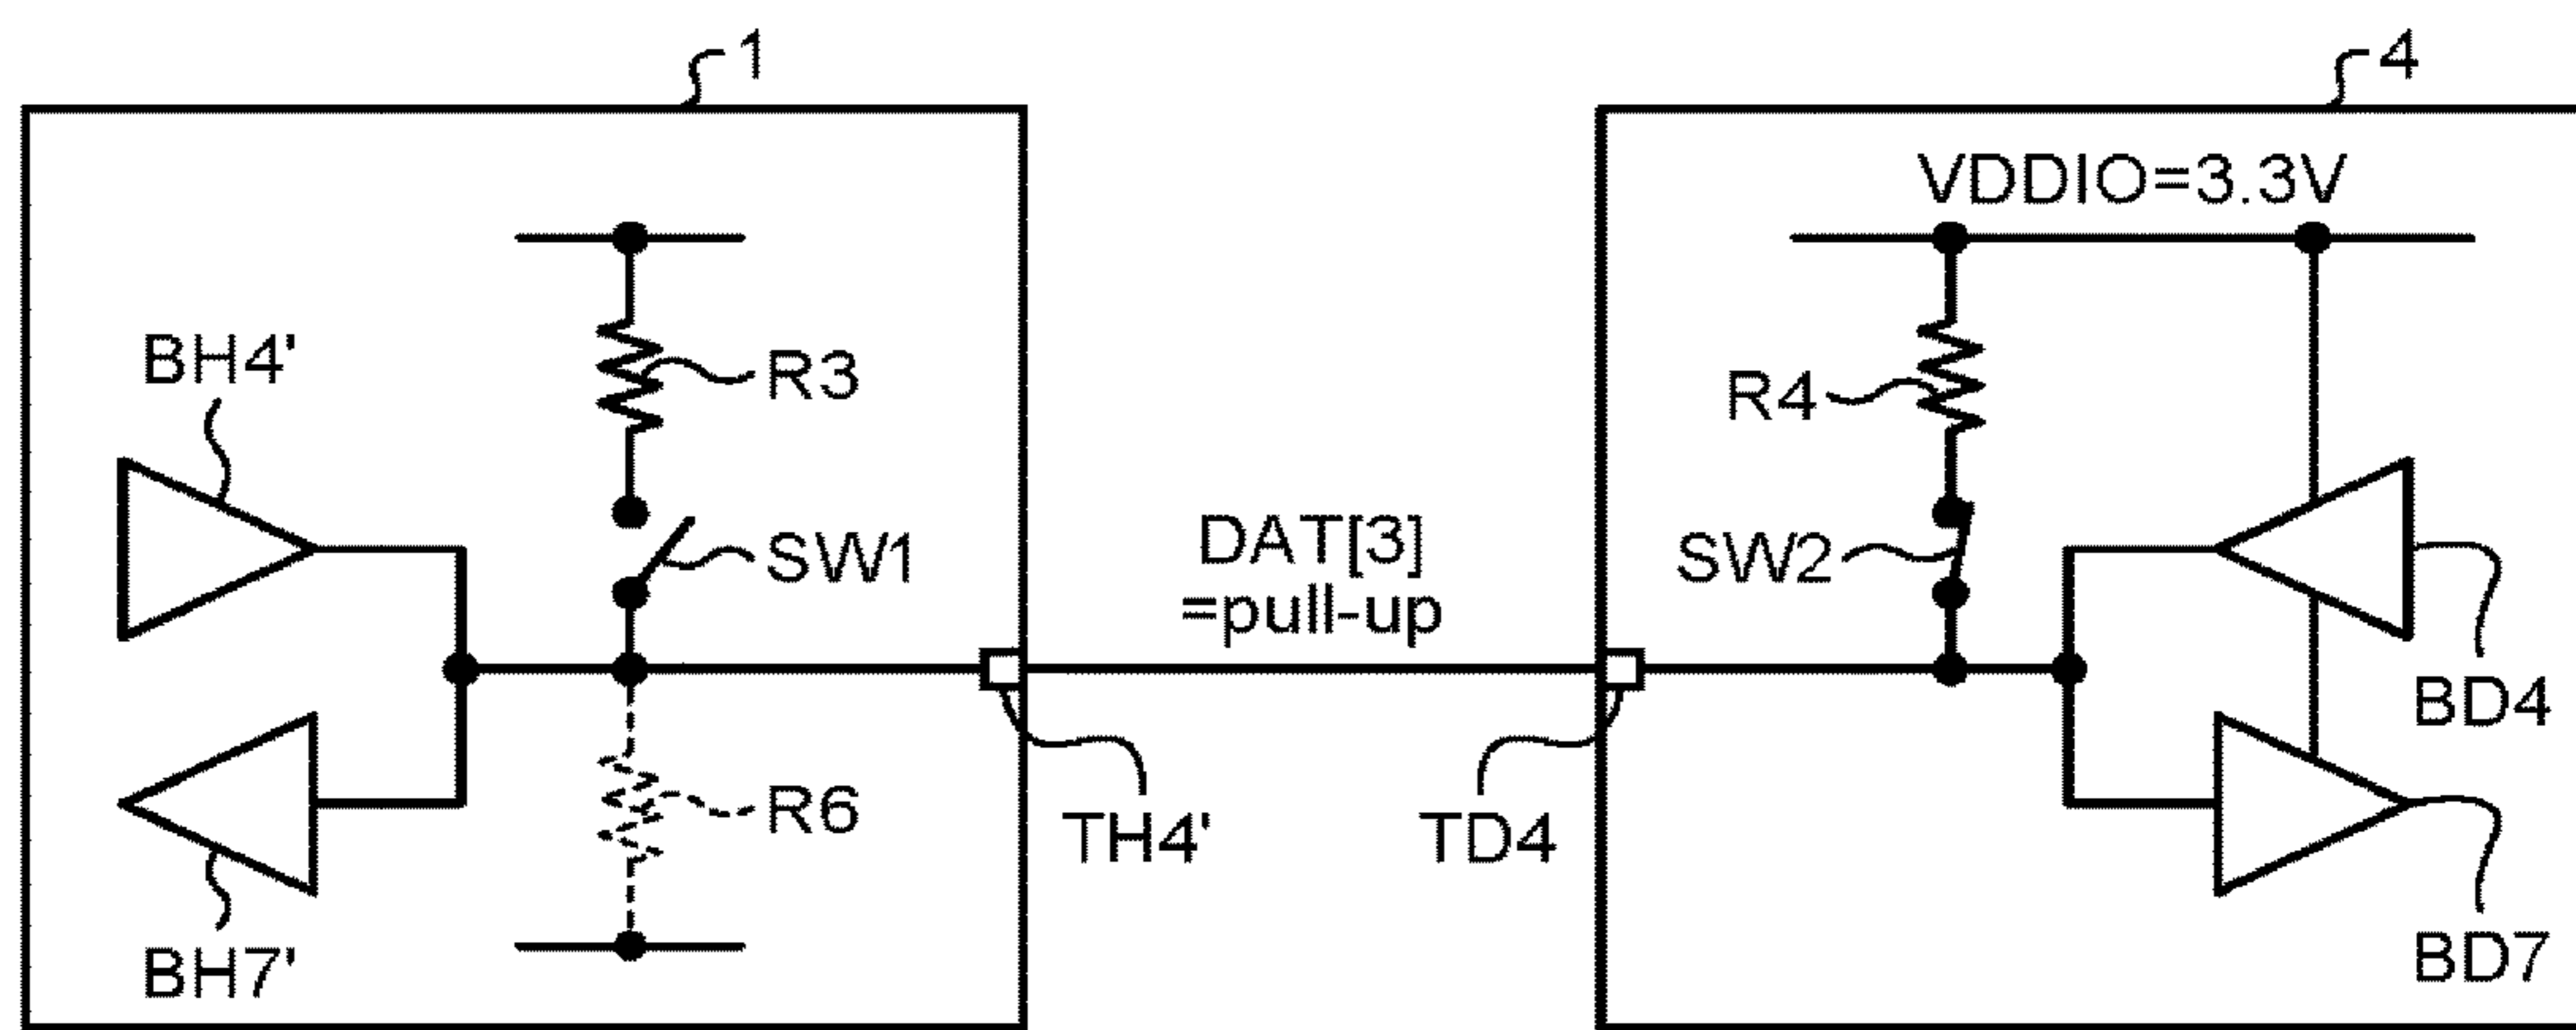 1
4
VDDIO=3.3V
BH4'
R3
R4
SW1
DAT[3]
=pull-up
SW2
BD4
R6
TH4'
TD4
BH7'
BD7